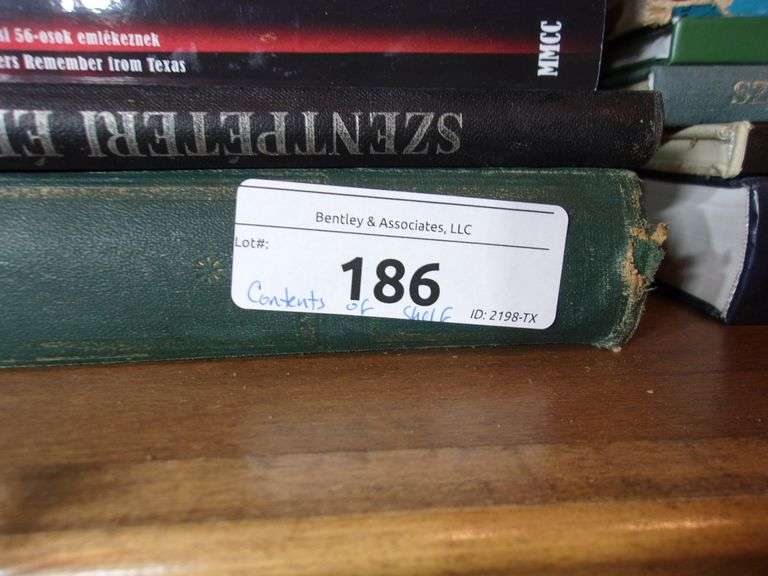 si 56-osok emlékeznek
ers Remember from Texas
MMCC
SZENTPÉTERI
Bentley & Associates, LLC
Lot#:
186
Contents of shelf
ID: 2198-TX